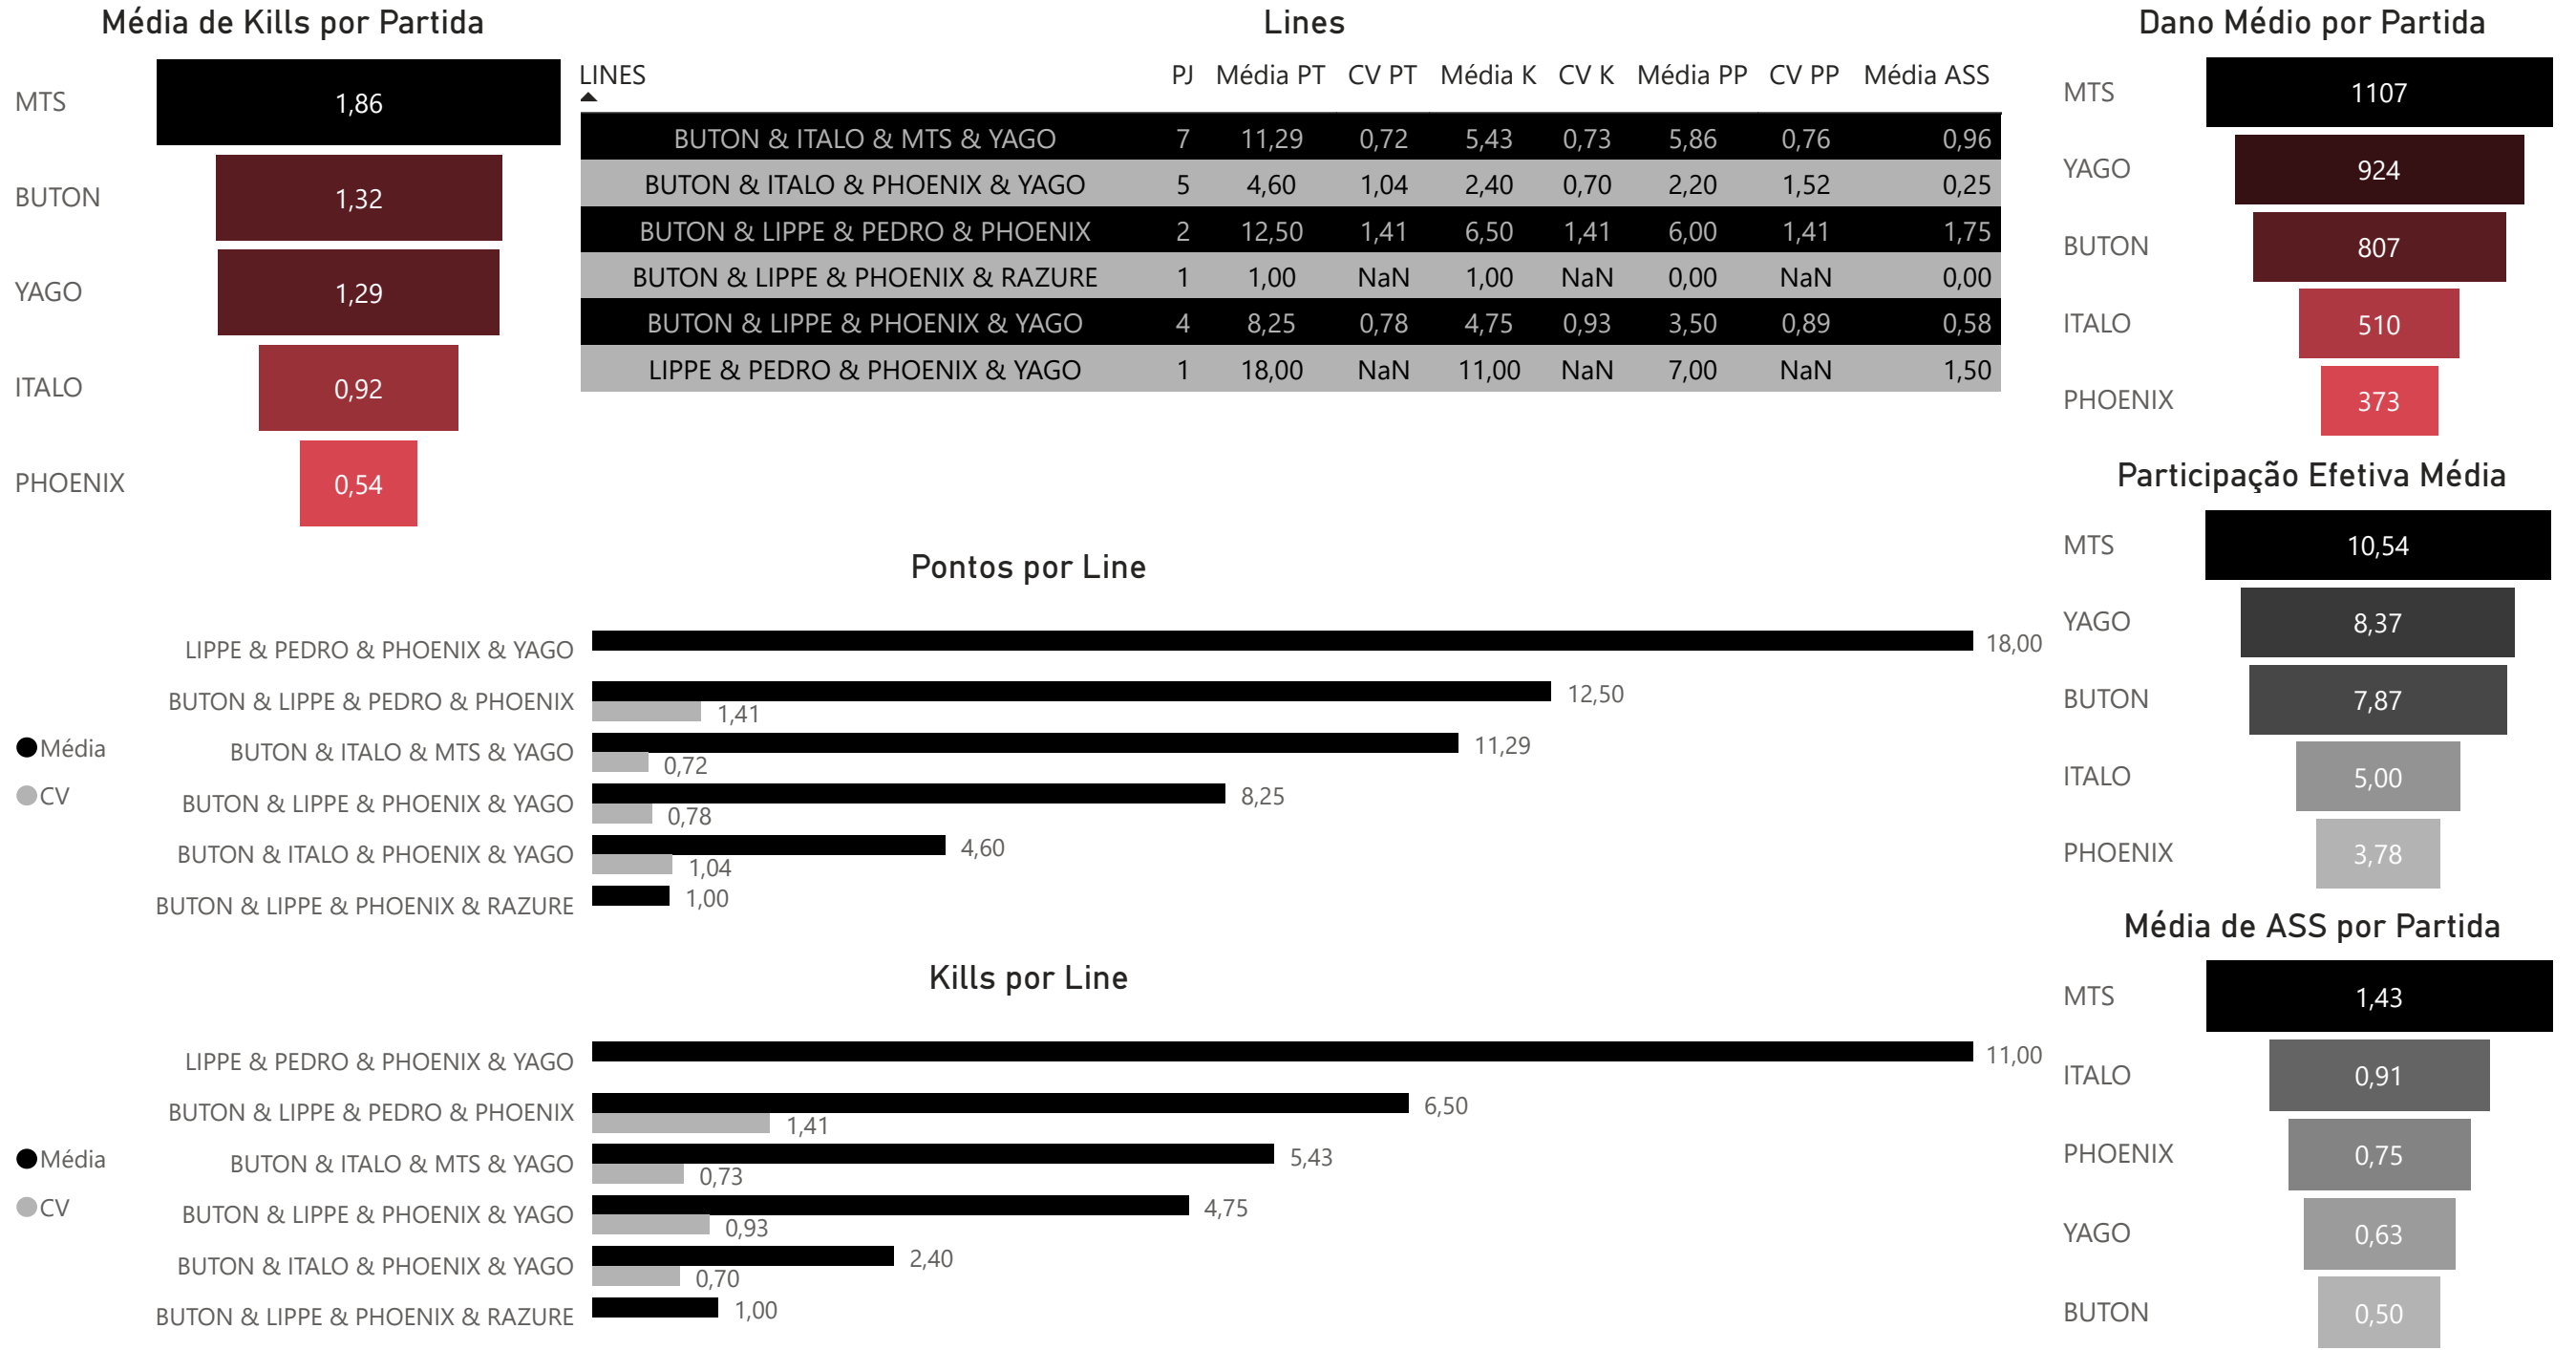 Média de Kills por Partida
MTS 1,86
BUTON 1,32
YAGO 1,29
ITALO 0,92
PHOENIX 0,54
Lines
LINES PJ Média PT CV PT Média K CV K Média PP CV PP Média ASS
BUTON & ITALO & MTS & YAGO 7 11,29 0,72 5,43 0,73 5,86 0,76 0,96
BUTON & ITALO & PHOENIX & YAGO 5 4,60 1,04 2,40 0,70 2,20 1,52 0,25
BUTON & LIPPE & PEDRO & PHOENIX 2 12,50 1,41 6,50 1,41 6,00 1,41 1,75
BUTON & LIPPE & PHOENIX & RAZURE 1 1,00 NaN 1,00 NaN 0,00 NaN 0,00
BUTON & LIPPE & PHOENIX & YAGO 4 8,25 0,78 4,75 0,93 3,50 0,89 0,58
LIPPE & PEDRO & PHOENIX & YAGO 1 18,00 NaN 11,00 NaN 7,00 NaN 1,50
Dano Médio por Partida
MTS 1107
YAGO 924
BUTON 807
ITALO 510
PHOENIX 373
Participação Efetiva Média
MTS 10,54
YAGO 8,37
BUTON 7,87
ITALO 5,00
PHOENIX 3,78
Média de ASS por Partida
MTS 1,43
ITALO 0,91
PHOENIX 0,75
YAGO 0,63
BUTON 0,50
Pontos por Line
Média
CV
LIPPE & PEDRO & PHOENIX & YAGO 18,00
BUTON & LIPPE & PEDRO & PHOENIX 12,50
1,41
BUTON & ITALO & MTS & YAGO 11,29
0,72
BUTON & LIPPE & PHOENIX & YAGO 8,25
0,78
BUTON & ITALO & PHOENIX & YAGO 4,60
1,04
BUTON & LIPPE & PHOENIX & RAZURE 1,00
Kills por Line
Média
CV
LIPPE & PEDRO & PHOENIX & YAGO 11,00
BUTON & LIPPE & PEDRO & PHOENIX 6,50
1,41
BUTON & ITALO & MTS & YAGO 5,43
0,73
BUTON & LIPPE & PHOENIX & YAGO 4,75
0,93
BUTON & ITALO & PHOENIX & YAGO 2,40
0,70
BUTON & LIPPE & PHOENIX & RAZURE 1,00